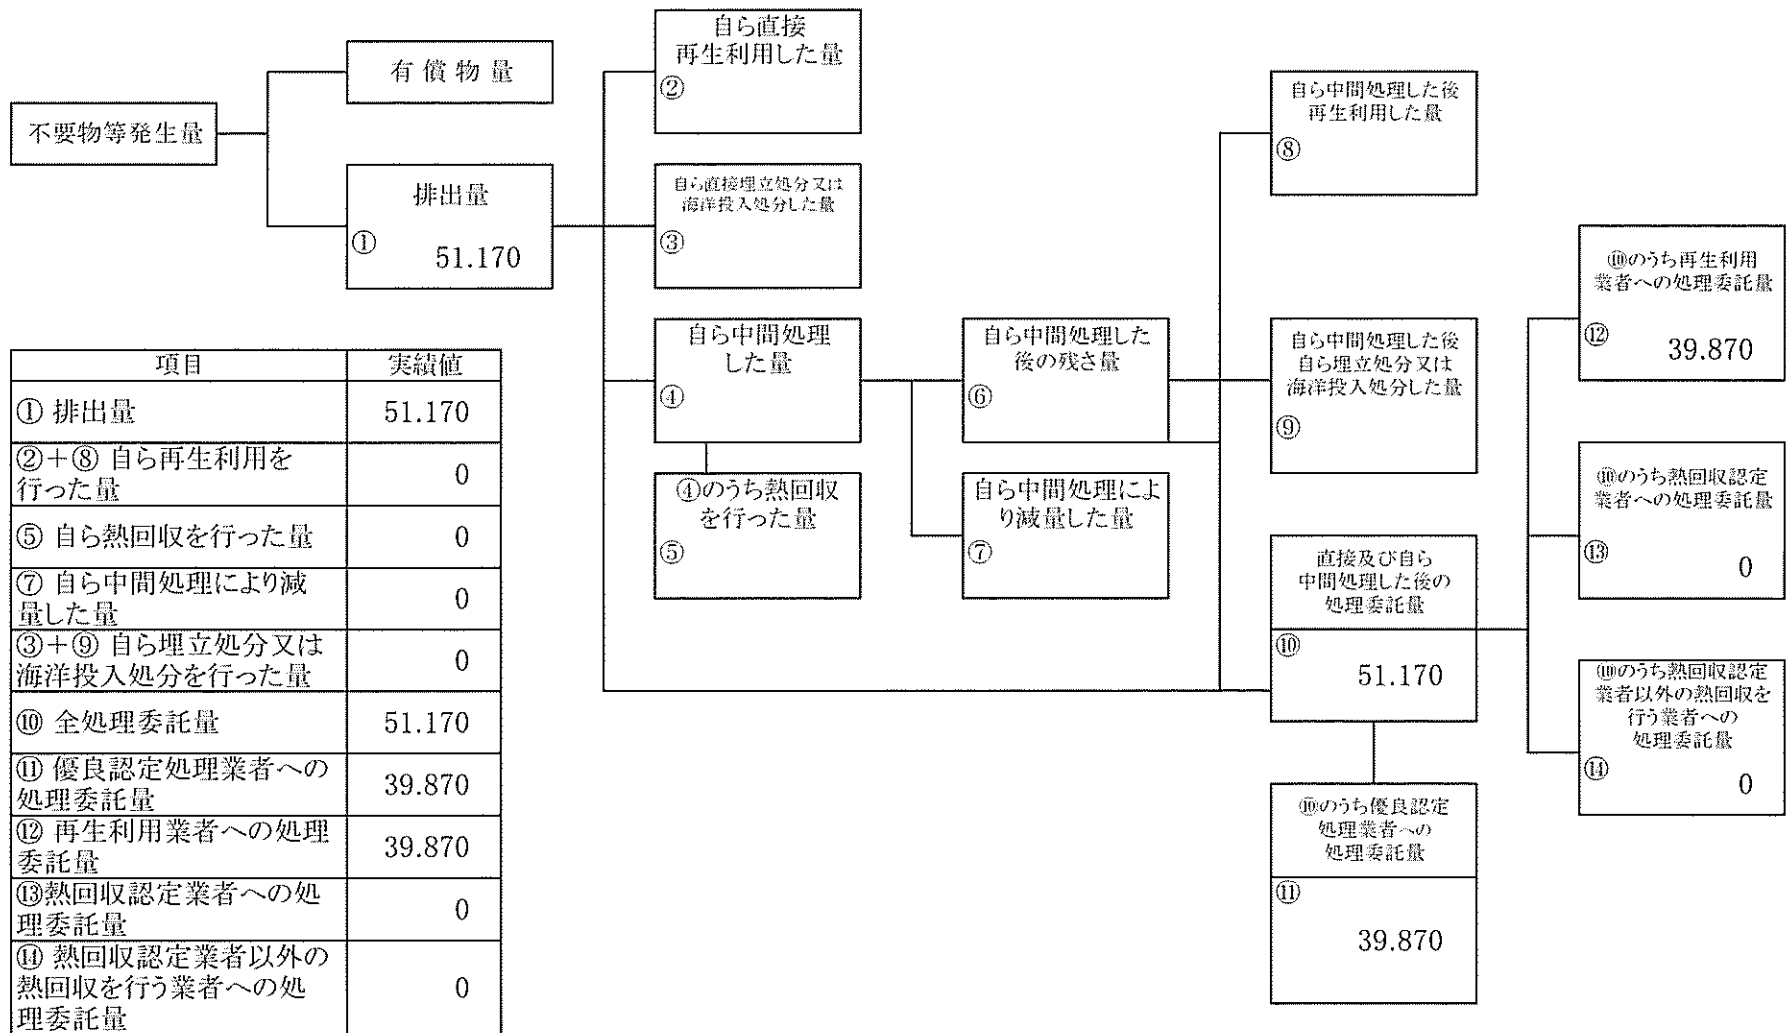 不要物等発生量
有償物量
排出量
①
51.170
自ら直接
再生利用した量
②
自ら直接埋立処分又は
海洋投入処分した量
③
自ら中間処理
した量
④
④のうち熱回収
を行った量
⑤
自ら中間処理した
後の残さ量
⑥
自ら中間処理によ
り減量した量
⑦
自ら中間処理した後
再生利用した量
⑧
自ら中間処理した後
自ら埋立処分又は
海洋投入処分した量
⑨
直接及び自ら
中間処理した後の
処理委託量
⑩
51.170
⑩のうち優良認定
処理業者への
処理委託量
⑪
39.870
⑩のうち再生利用
業者への処理委託量
⑫
39.870
⑩のうち熱回収認定
業者への処理委託量
⑬
0
⑩のうち熱回収認定
業者以外の熱回収を
行う業者への
処理委託量
⑭
0
項目 実績値
① 排出量 51.170
②+⑧ 自ら再生利用を
行った量 0
⑤ 自ら熱回収を行った量 0
⑦ 自ら中間処理により減
量した量 0
③+⑨ 自ら埋立処分又は
海洋投入処分を行った量 0
⑩ 全処理委託量 51.170
⑪ 優良認定処理業者への
処理委託量 39.870
⑫ 再生利用業者への処理
委託量 39.870
⑬熱回収認定業者への処
理委託量 0
⑭ 熱回収認定業者以外の
熱回収を行う業者への処
理委託量 0